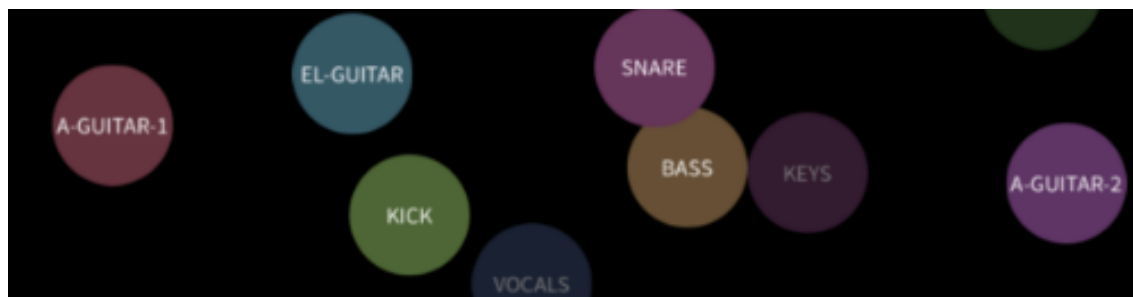 SNARE
EL-GUITAR
A-GUITAR-1
BASS
KEYS
A-GUITAR-2
KICK
VOCALS